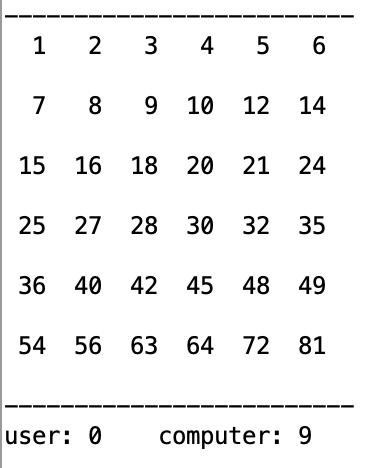 -------------------------
1 2 3 4 5 6
7 8 9 10 12 14
15 16 18 20 21 24
25 27 28 30 32 35
36 40 42 45 48 49
54 56 63 64 72 81
-------------------------
user: 0 computer: 9